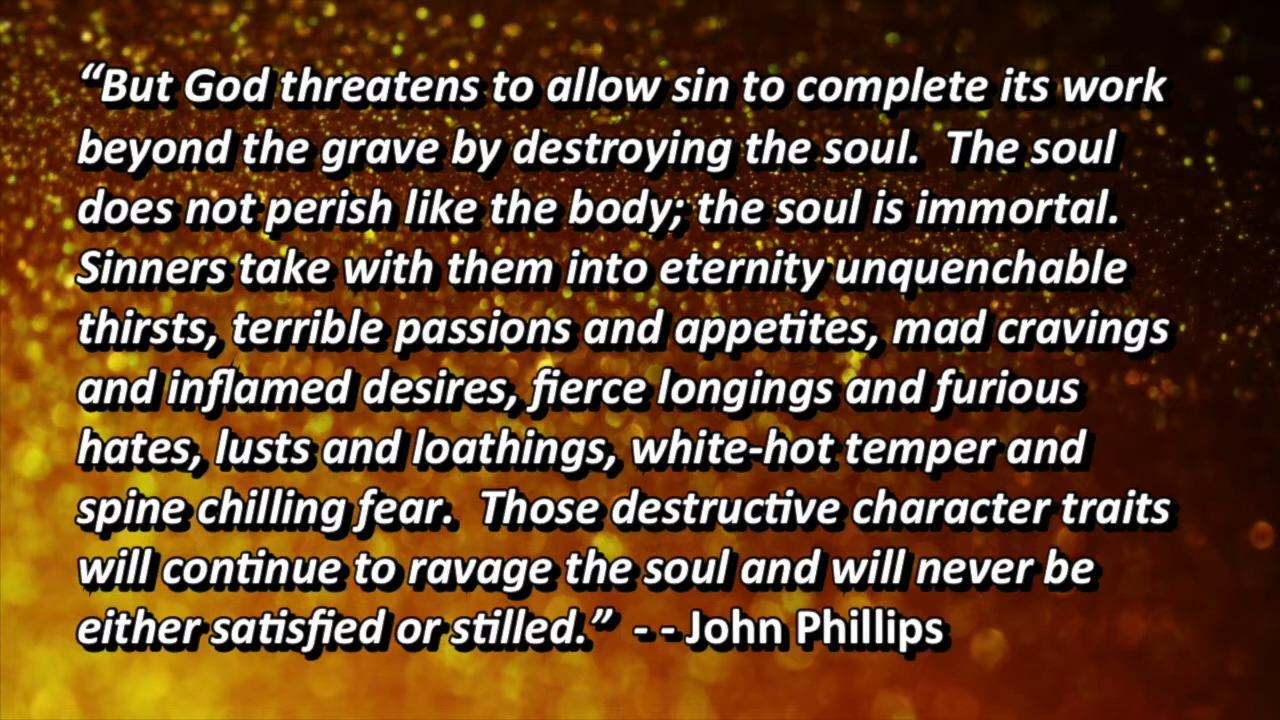 “But God threatens to allow sin to complete its work
beyond the grave by destroying the soul.  The soul
does not perish like the body; the soul is immortal.
Sinners take with them into eternity unquenchable
thirsts, terrible passions and appetites, mad cravings
and inflamed desires, fierce longings and furious
hates, lusts and loathings, white-hot temper and
spine chilling fear.  Those destructive character traits
will continue to ravage the soul and will never be
either satisfied or stilled.”  - - John Phillips